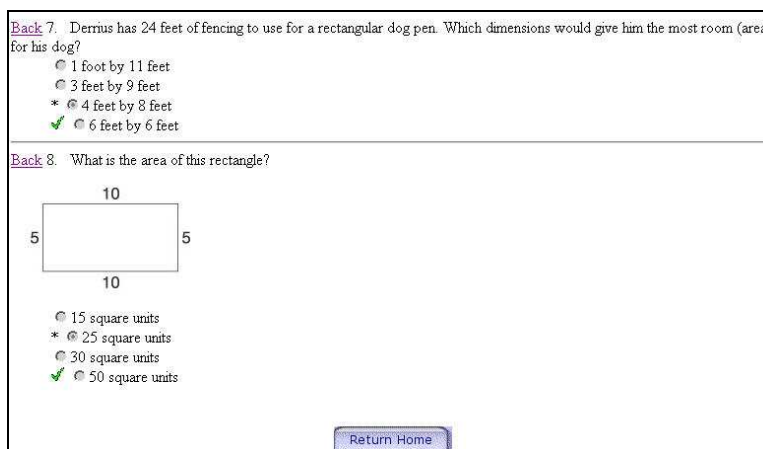 Back 7. Derrius has 24 feet of fencing to use for a rectangular dog pen. Which dimensions would give him the most room (area
for his dog?
1 foot by 11 feet
3 feet by 9 feet
* 4 feet by 8 feet
6 feet by 6 feet
Back 8. What is the area of this rectangle?
10
5 5
10
15 square units
* 25 square units
30 square units
50 square units
Return Home